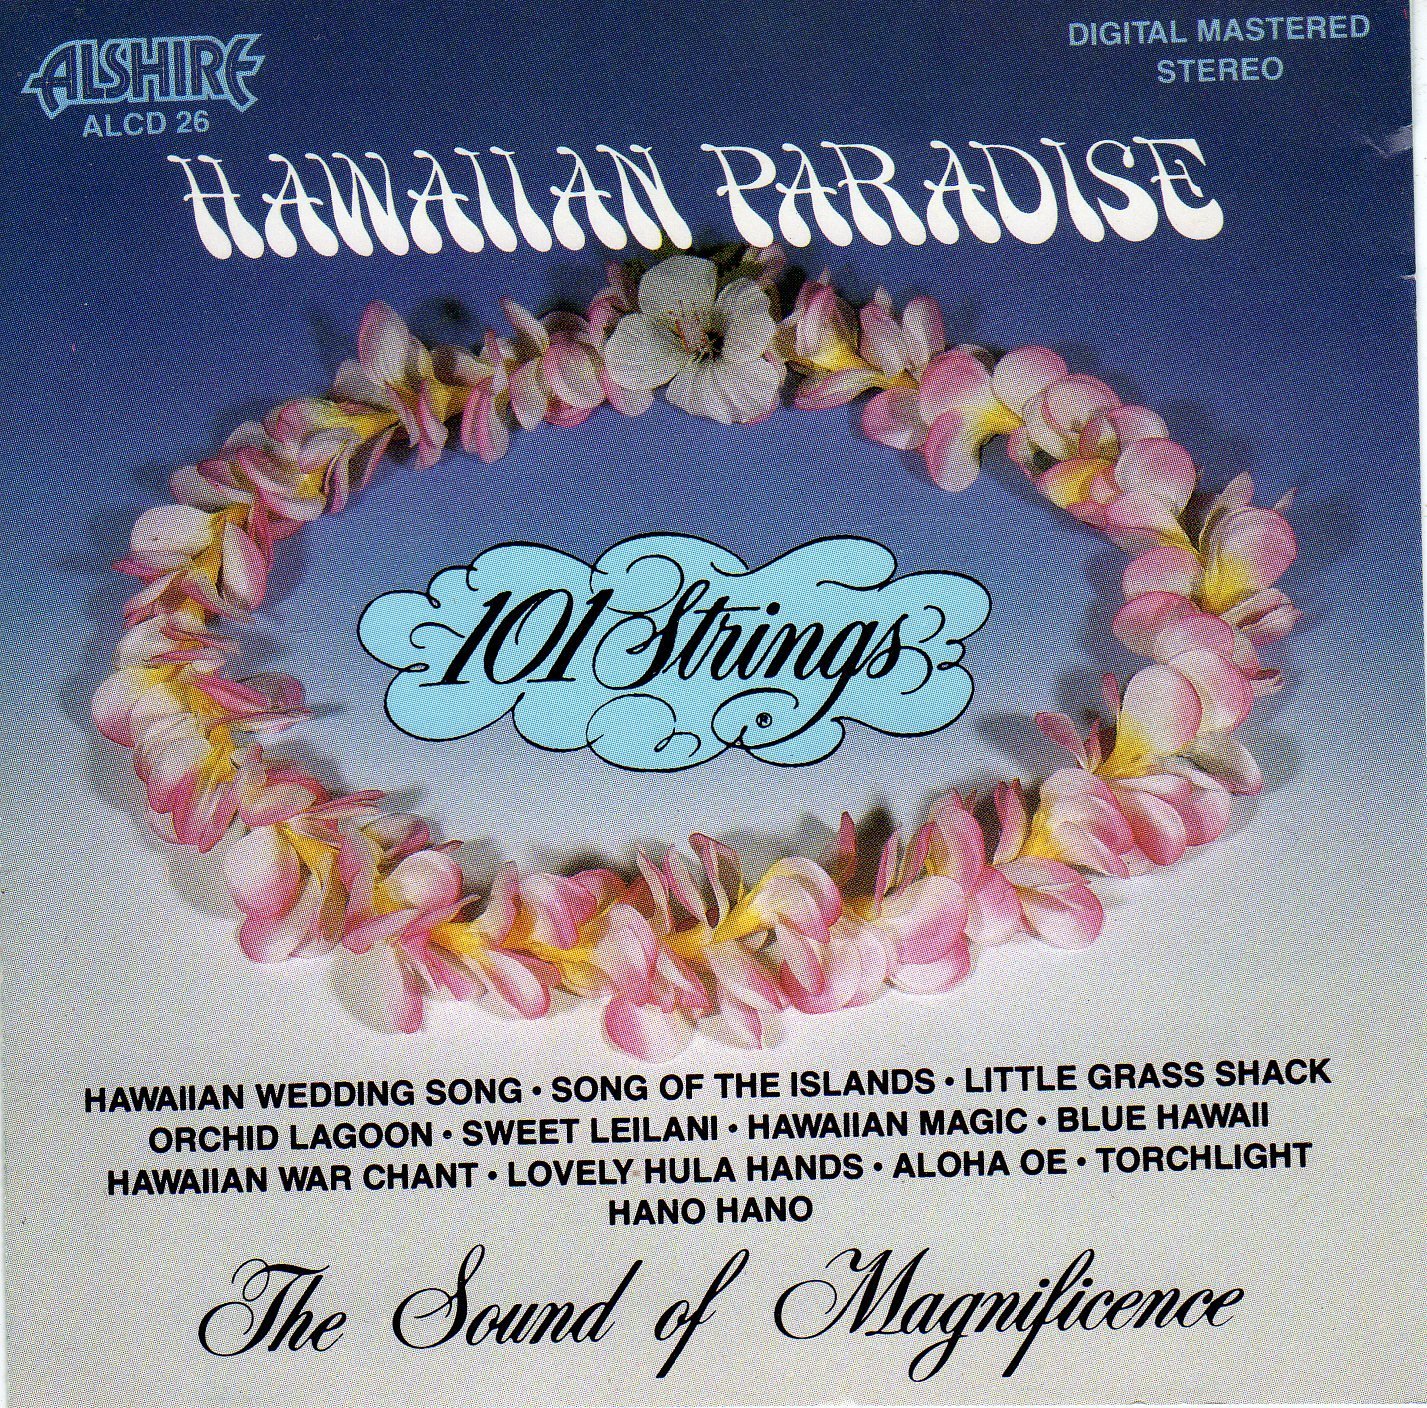 ALSHIRE
ALCD 26
DIGITAL MASTERED
STEREO
HAWAIIAN PARADISE
101 Strings
®
HAWAIIAN WEDDING SONG • SONG OF THE ISLANDS • LITTLE GRASS SHACK
ORCHID LAGOON • SWEET LEILANI • HAWAIIAN MAGIC • BLUE HAWAII
HAWAIIAN WAR CHANT • LOVELY HULA HANDS • ALOHA OE • TORCHLIGHT
HANO HANO
The Sound of Magnificence